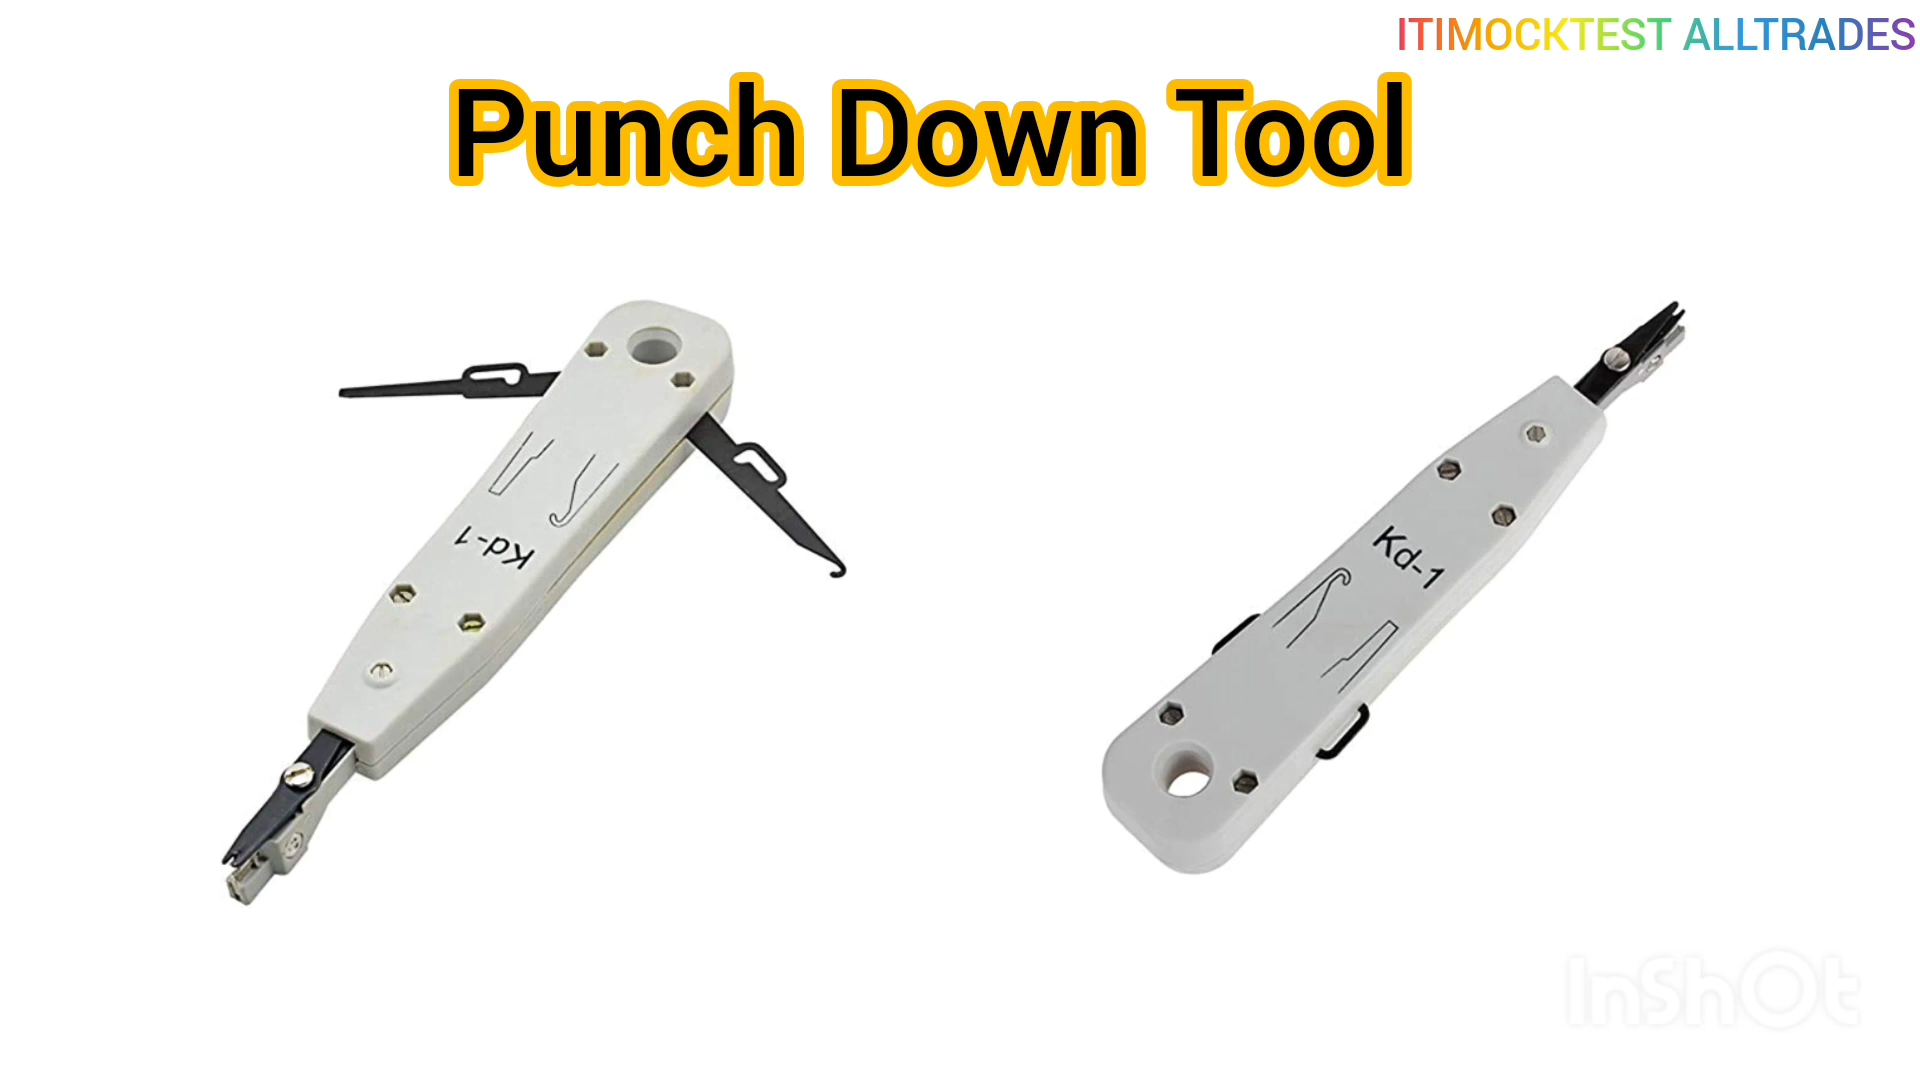 ITIMOCKTEST ALLTRADES
Punch Down Tool
Kd-1
Kd-1
InShOt